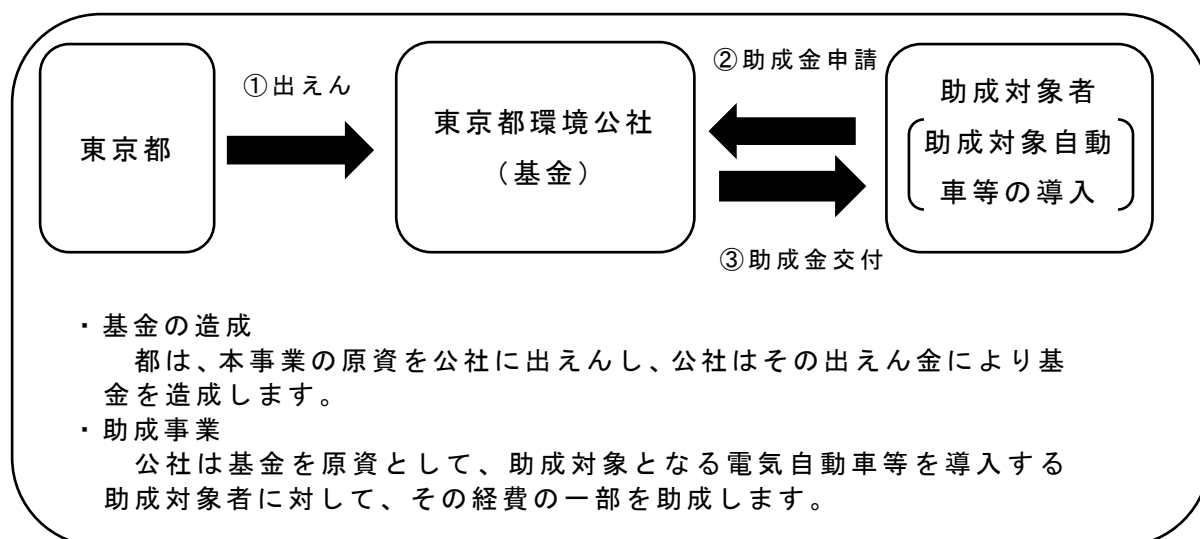 東京都
①出えん
東京都環境公社
（基金）
②助成金申請
③助成金交付
助成対象者
助成対象自動
車等の導入
・基金の造成
都は、本事業の原資を公社に出えんし、公社はその出えん金により基
金を造成します。
・助成事業
公社は基金を原資として、助成対象となる電気自動車等を導入する
助成対象者に対して、その経費の一部を助成します。